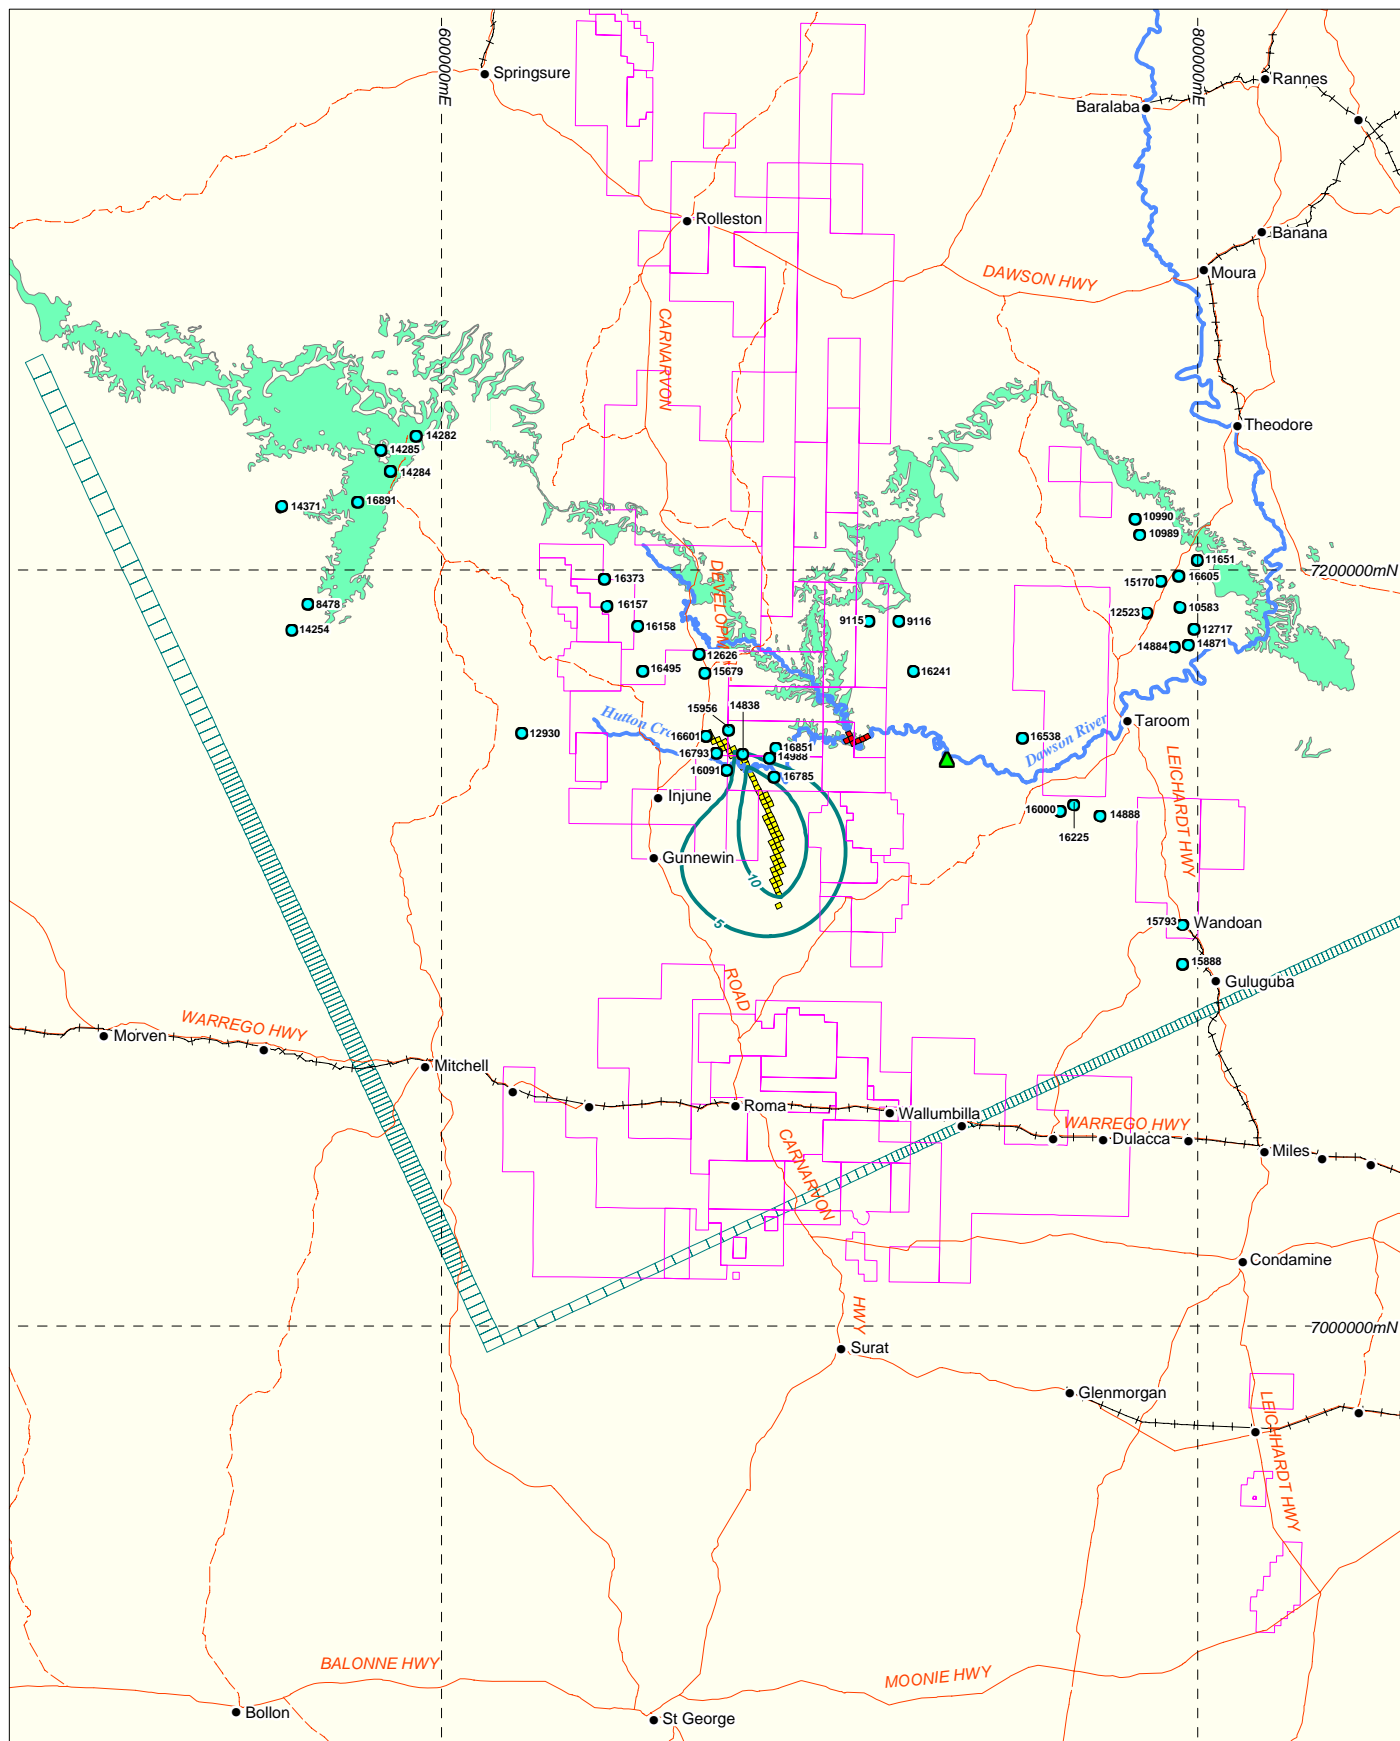 600000mE
800000mE
Springsure
Rannes
Baralaba
Rolleston
Banana
Moura
DAWSON HWY
CARNARVON
Theodore
14282
14285
14284
16891
14371
10990
10989
11651
7200000mN
16373
DEVELOPM
16605
15170
8478
16157
10583
12523
9115
9116
14254
16158
12717
14871
14884
12626
16495
15679
16241
15956
14838
Hutton Cre
Dawson River
Taroom
12930
16601
16538
16851
16793
14988
16091
16785
LEICHARDT HWY
Injune
16000
14888
16225
Gunnewin
10
5
15793
Wandoan
15888
ROAD
Guluguba
WARREGO HWY
Morven
Mitchell
Roma
Wallumbilla
WARREGO HWY
Dulacca
Miles
CARNARVON
Condamine
HWY
7000000mN
Surat
Glenmorgan
LEICHHARDT HWY
BALONNE HWY
MOONIE HWY
Bollon
St George